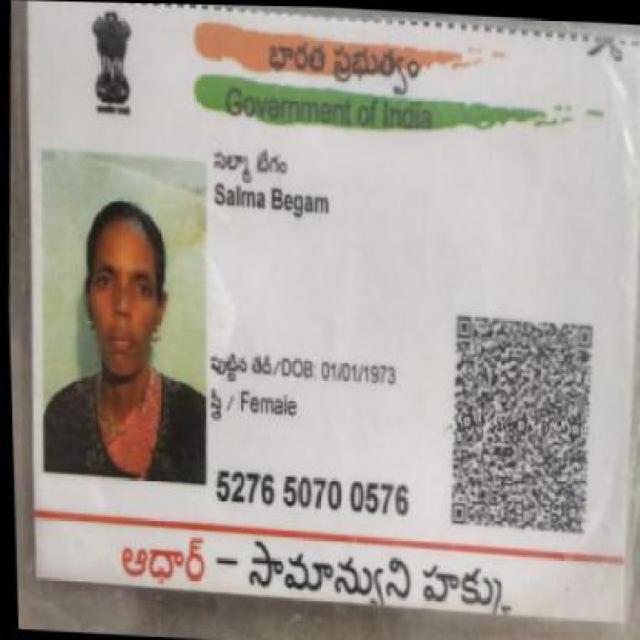 భారత ప్రభుత్వం
Government of India
సల్మా బేగం
Salma Begam
పుట్టిన తేదీ/DOB: 01/01/1973
స్త్రీ / Female
5276 5070 0576
ఆధార్ – సామాన్యుని హక్కు